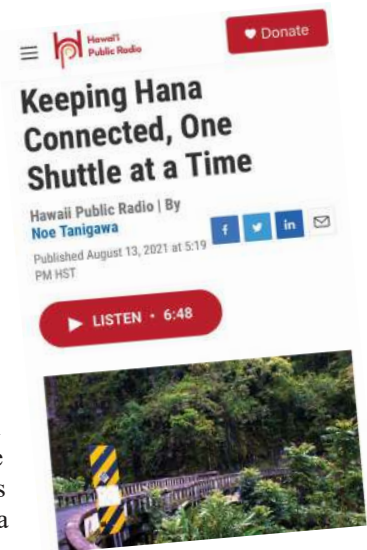 Hawai'i
Public Radio
Donate
Keeping Hana
Connected, One
Shuttle at a Time
Hawaii Public Radio | By
Noe Tanigawa
Published August 13, 2021 at 5:19
PM HST
f
in
LISTEN • 6:48
s
a